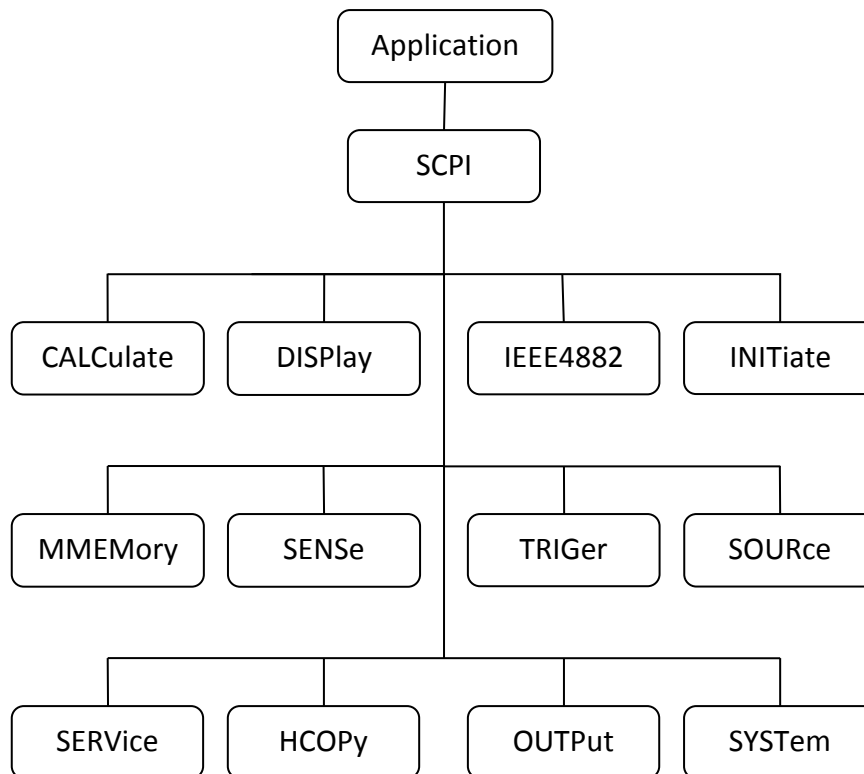 Application
SCPI
CALCulate
DISPlay
IEEE4882
INITiate
MMEMory
SENSe
TRIGer
SOURce
SERVice
HCOPy
OUTPut
SYSTem